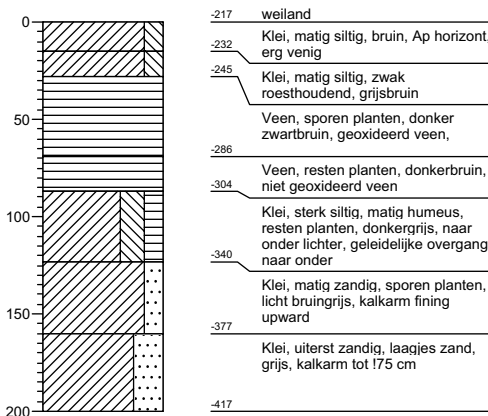 0
50
100
150
200
-217
weiland
Klei, matig siltig, bruin, Ap horizont,
erg venig
-232
-245
Klei, matig siltig, zwak
roesthoudend, grijsbruin
Veen, sporen planten, donker
zwartbruin, geoxideerd veen,
-286
Veen, resten planten, donkerbruin,
niet geoxideerd veen
-304
Klei, sterk siltig, matig humeus,
resten planten, donkergrijs, naar
onder lichter, geleidelijke overgang
naar onder
-340
Klei, matig zandig, sporen planten,
licht bruingrijs, kalkarm fining
upward
-377
Klei, uiterst zandig, laagjes zand,
grijs, kalkarm tot !75 cm
-417